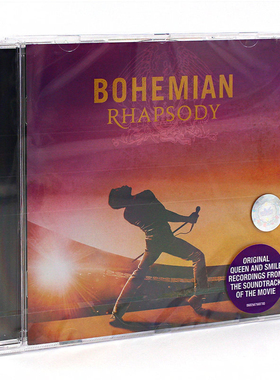 BOHEMIAN
RHAPSODY
ORIGINAL
QUEEN AND SMILE
RECORDINGS FROM
THE SOUNDTRACK
OF THE MOVIE